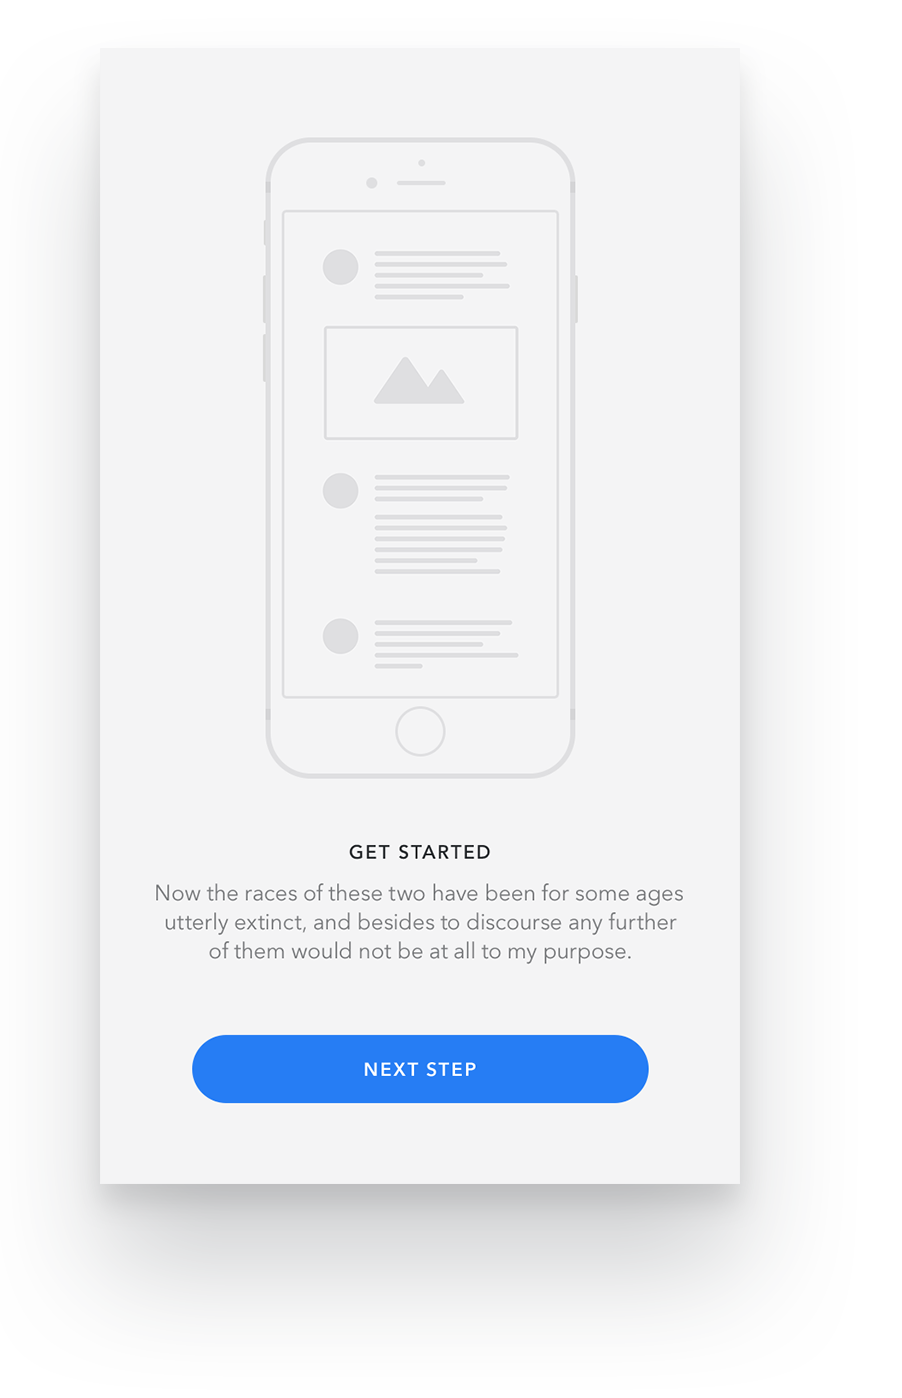 GET STARTED
Now the races of these two have been for some ages
utterly extinct, and besides to discourse any further
of them would not be at all to my purpose.
NEXT STEP